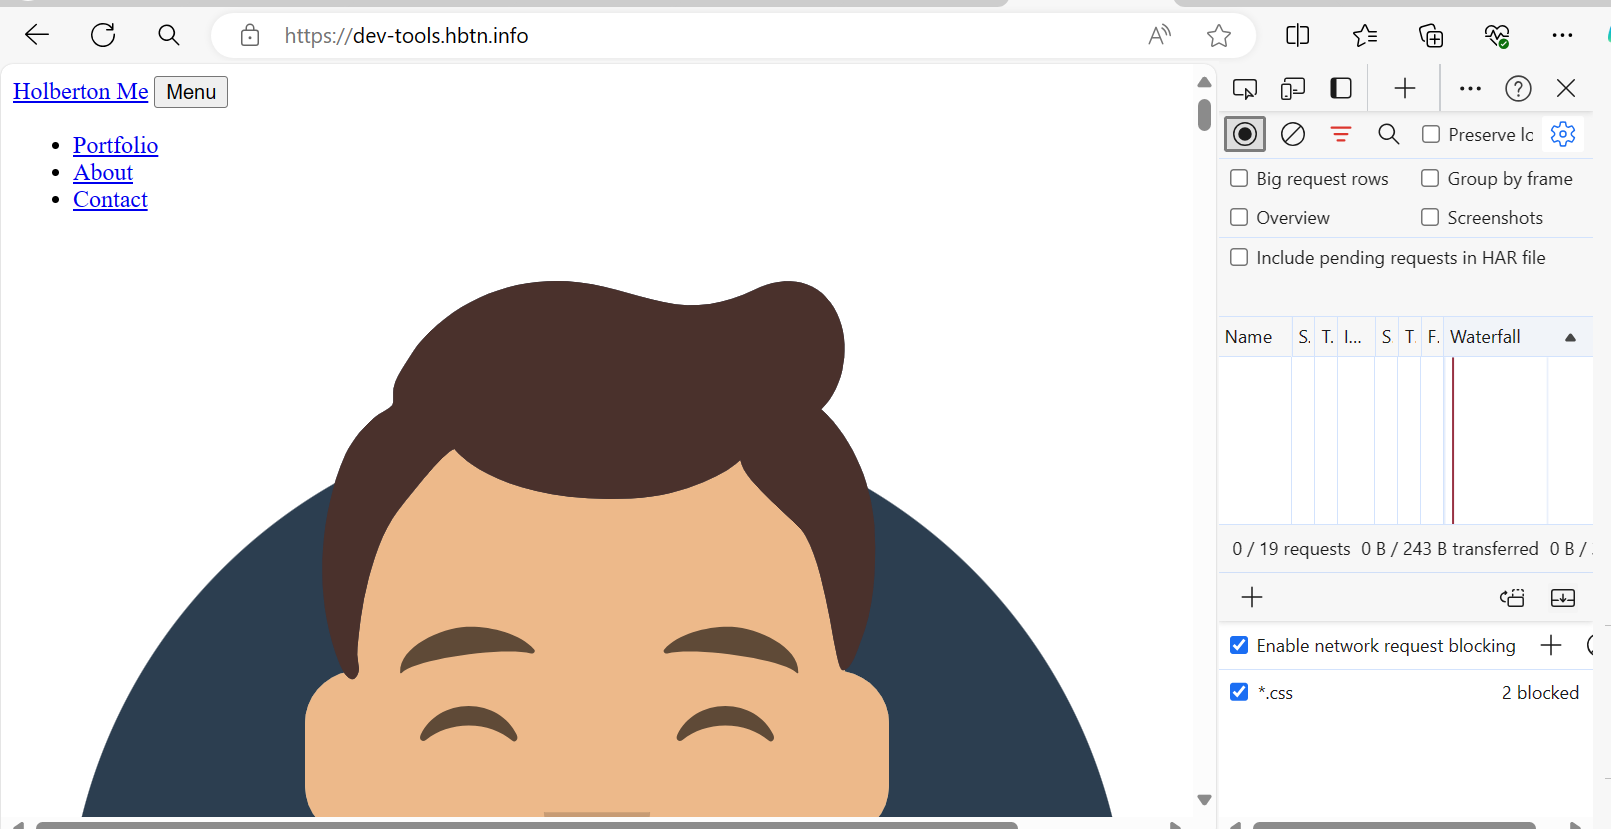 https://dev-tools.hbtn.info
Holberton Me Menu
Portfolio
About
Contact
Preserve lo
Big request rows Group by frame
Overview Screenshots
Include pending requests in HAR file
Name S. T. I... S T F. Waterfall
0 / 19 requests 0 B / 243 B transferred 0 B /
Enable network request blocking
*.css 2 blocked